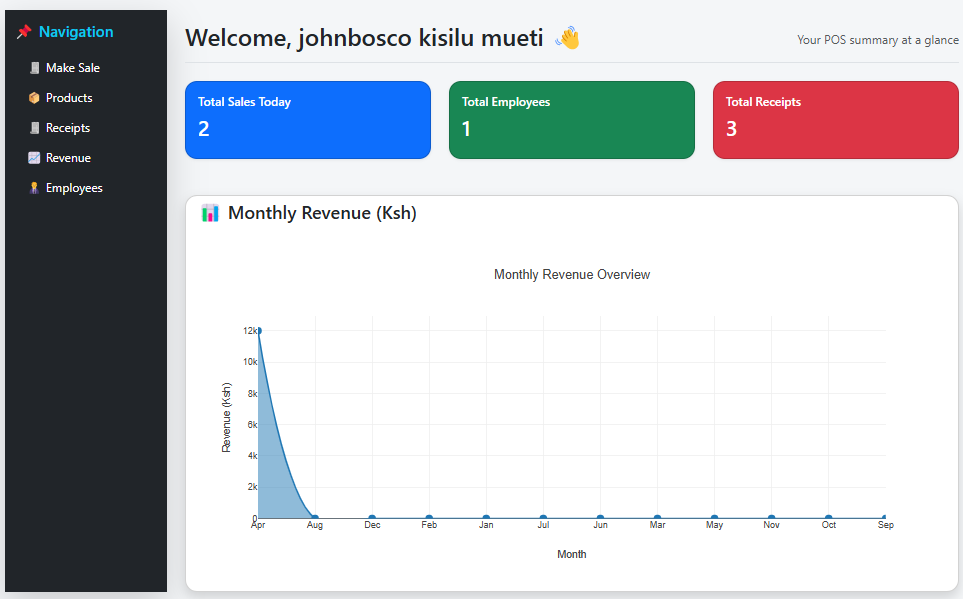 📌 Navigation
🧾 Make Sale
📦 Products
🧾 Receipts
📈 Revenue
👨‍💼 Employees
Welcome, johnbosco kisilu mueti 👋
Your POS summary at a glance
Total Sales Today
2
Total Employees
1
Total Receipts
3
📊 Monthly Revenue (Ksh)
Monthly Revenue Overview
Revenue (Ksh)
12k
10k
8k
6k
4k
2k
0
Apr Aug Dec Feb Jan Jul Jun Mar May Nov Oct Sep
Month